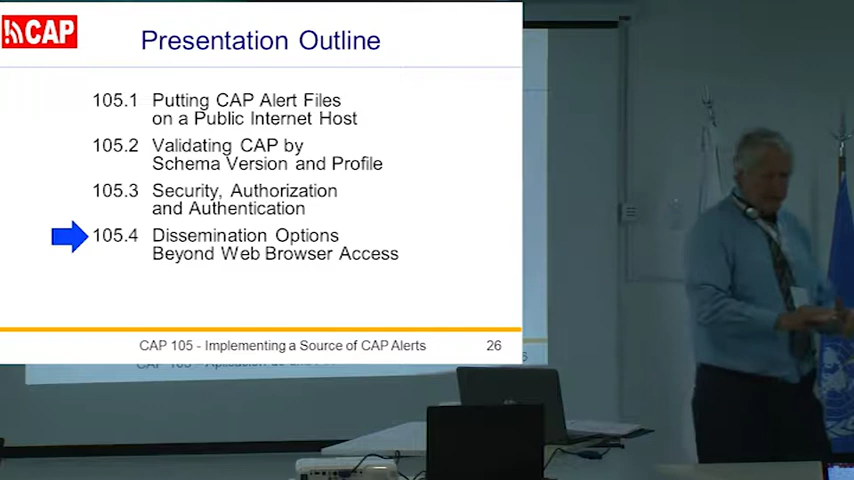 CAP
Presentation Outline
105.1 Putting CAP Alert Files
on a Public Internet Host
105.2 Validating CAP by
Schema Version and Profile
105.3 Security, Authorization
and Authentication
105.4 Dissemination Options
Beyond Web Browser Access
CAP 105 - Implementing a Source of CAP Alerts 26